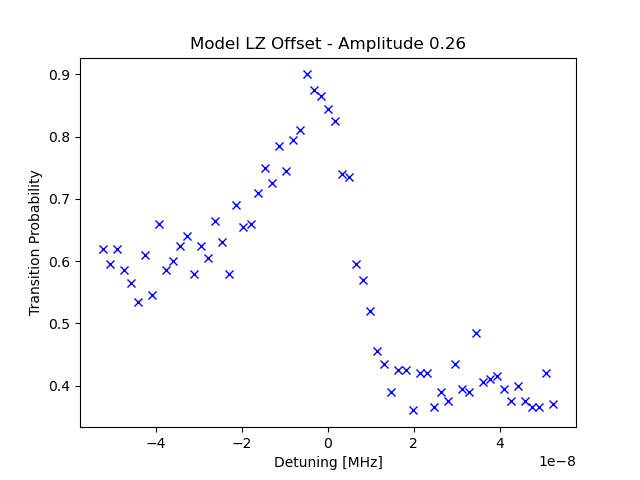 Model LZ Offset - Amplitude 0.26
Transition Probability
0.9
0.8
0.7
0.6
0.5
0.4
−4
−2
0
2
4
1e−8
Detuning [MHz]